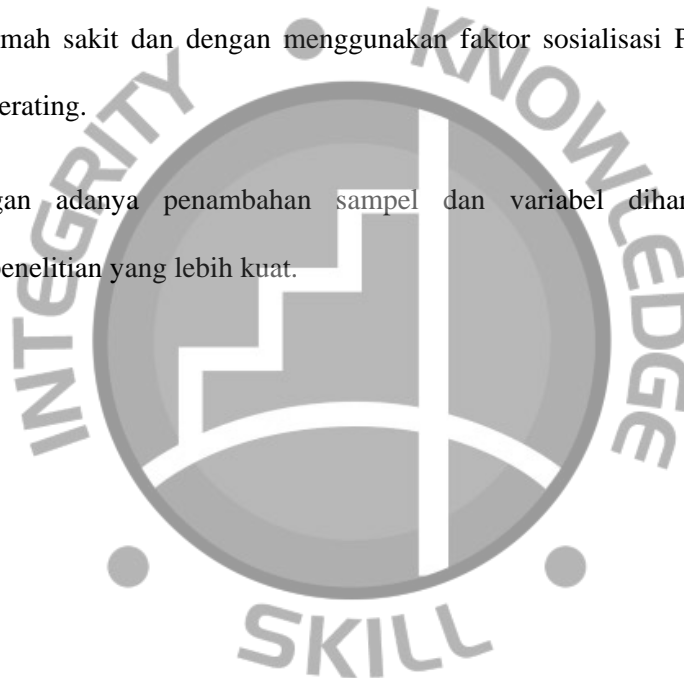 mah sakit dan dengan menggunakan faktor sosialisasi
erating.
gan adanya penambahan sampel dan variabel dihar
penelitian yang lebih kuat.
INTEGRITY
KNOWLEDGE
SKILL